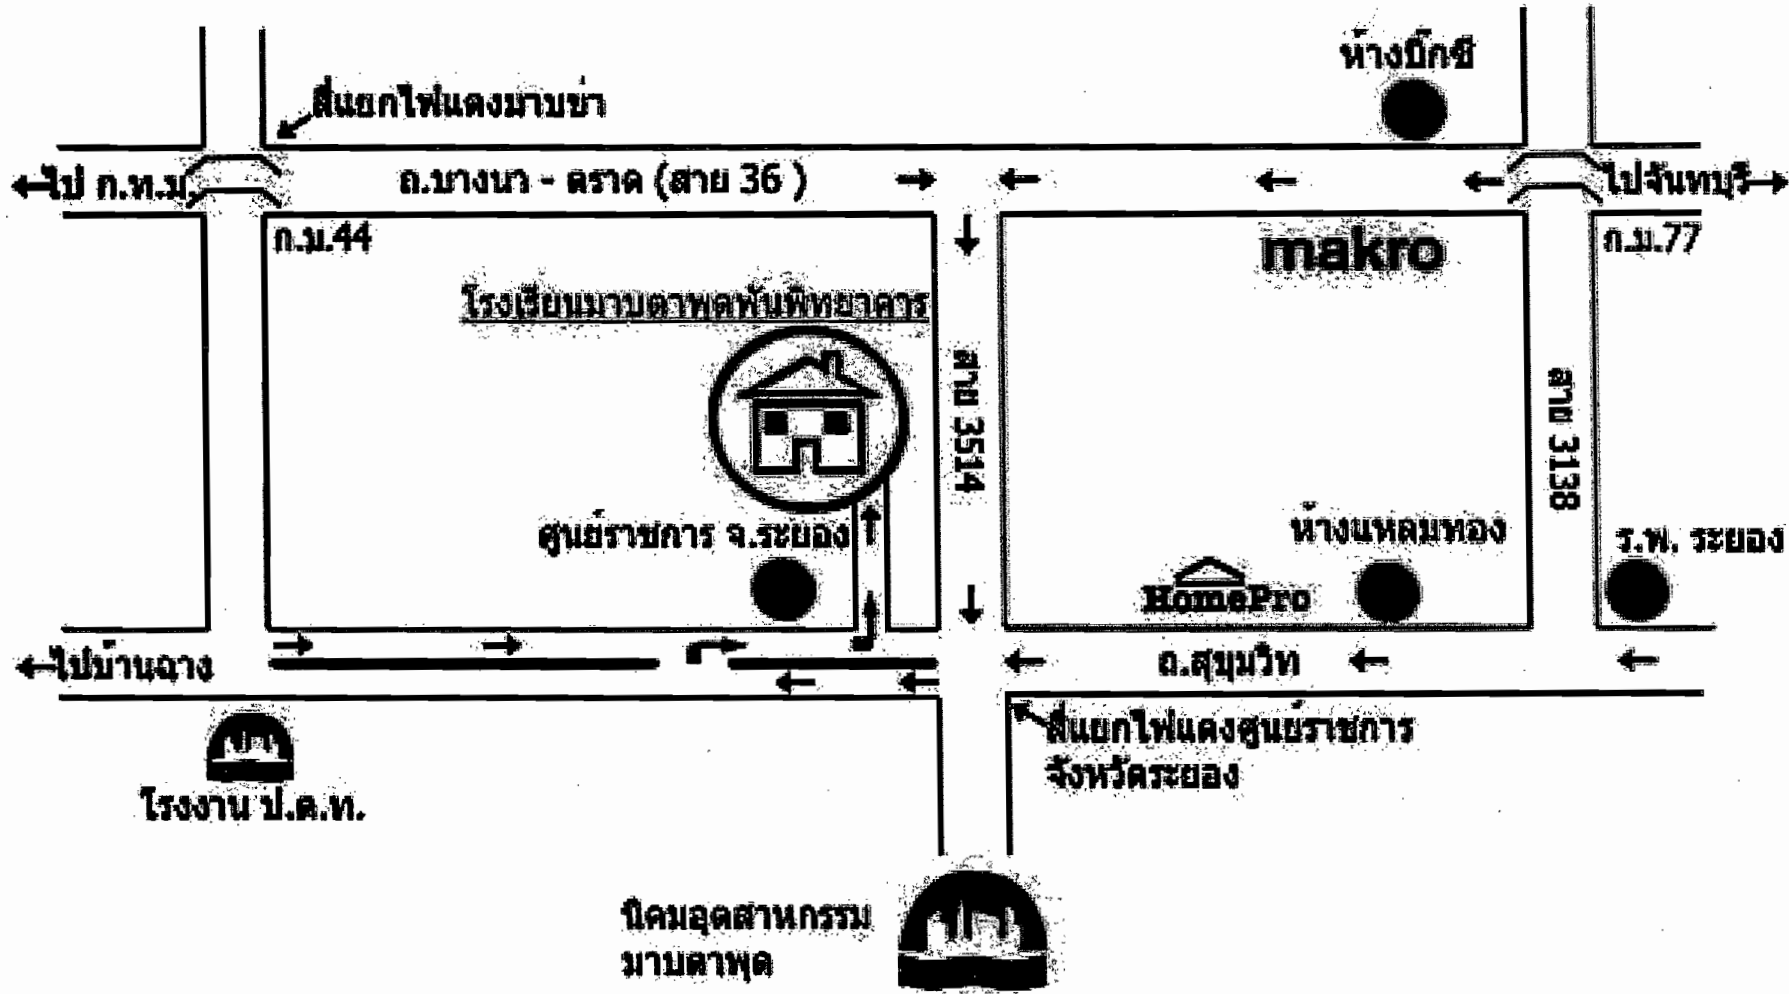 ห้างบิ๊กซี
สี่แยกไฟแดงมาบข่า
ไป ก.ท.ม.
ถ.บางนา - ตราด (สาย 36 )
ไปจันทบุรี
ก.ม.44
makro
ก.ม.77
โรงเรียนมาบตาพุดพันพิทยาคาร
สาย 3514
สาย 3138
ศูนย์ราชการ จ.ระยอง
ห้างแหลมทอง
ร.พ. ระยอง
HomePro
ไปบ้านฉาง
ถ.สุขุมวิท
สี่แยกไฟแดงศูนย์ราชการ
จังหวัดระยอง
โรงงาน ป.ต.ท.
นิคมอุตสาหกรรม
มาบตาพุด